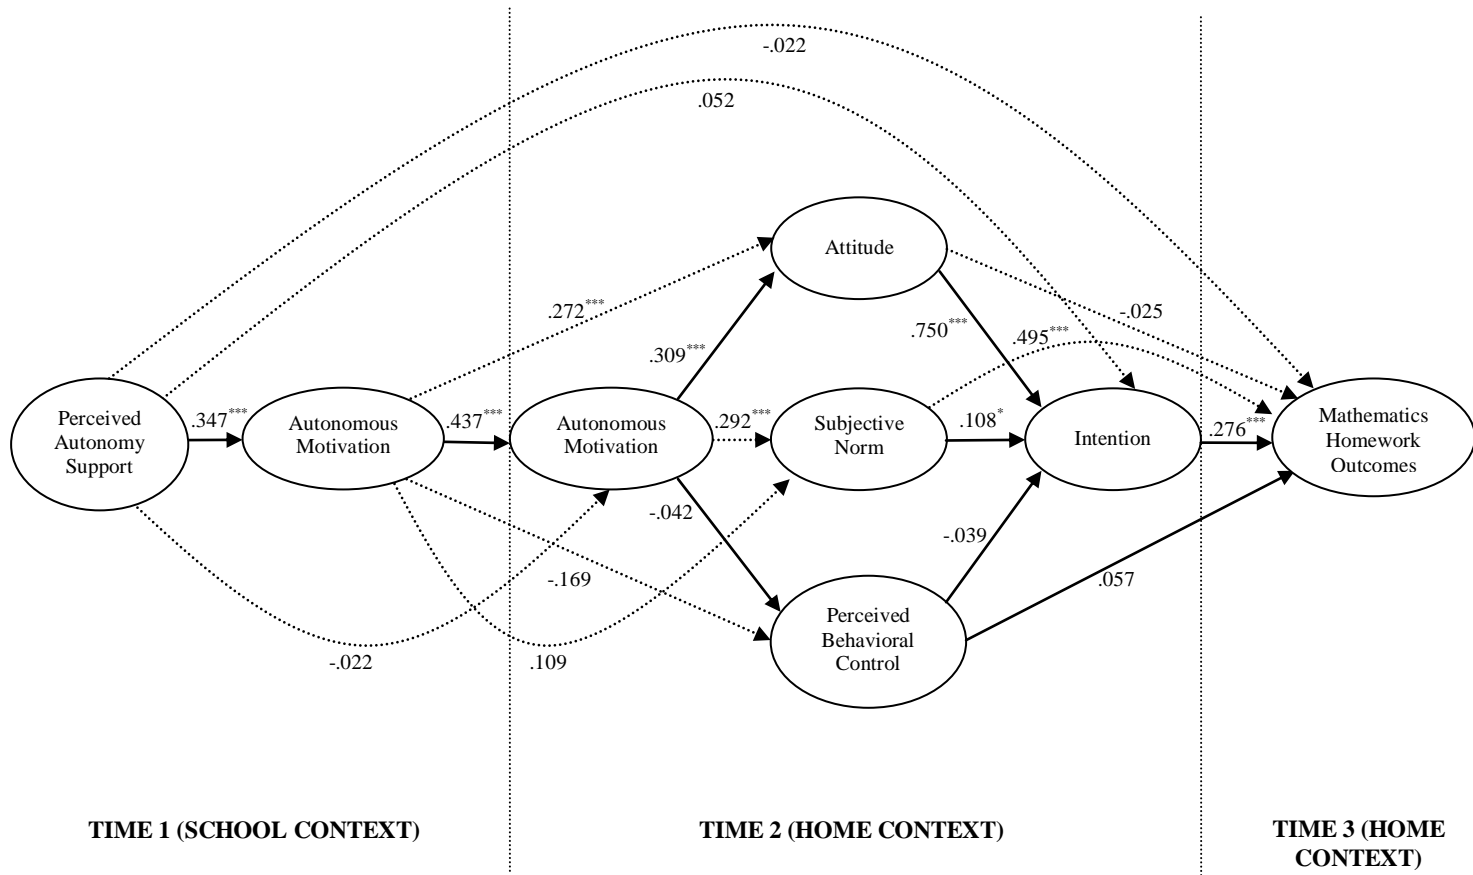 -.022
.052
Attitude
.272***
-.025
.750***
.495***
.309***
Perceived
Autonomy
Support
.347***
Autonomous
Motivation
.437***
Autonomous
Motivation
.292***
Subjective
Norm
.108*
Intention
.276***
Mathematics
Homework
Outcomes
-.042
-.039
-.169
.057
Perceived
Behavioral
Control
-.022
.109
TIME 1 (SCHOOL CONTEXT)
TIME 2 (HOME CONTEXT)
TIME 3 (HOME
CONTEXT)